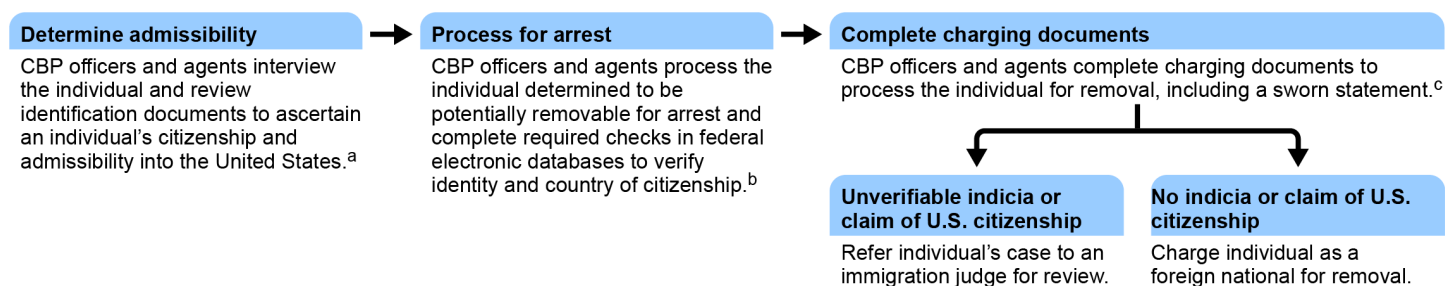 Determine admissibility
CBP officers and agents interview
the individual and review
identification documents to ascertain
an individual's citizenship and
admissibility into the United States.a
Process for arrest
CBP officers and agents process the
individual determined to be
potentially removable for arrest and
complete required checks in federal
electronic databases to verify
identity and country of citizenship.b
Complete charging documents
CBP officers and agents complete charging documents to
process the individual for removal, including a sworn statement.c
Unverifiable indicia or
claim of U.S. citizenship
Refer individual's case to an
immigration judge for review.
No indicia or claim of U.S.
citizenship
Charge individual as a
foreign national for removal.